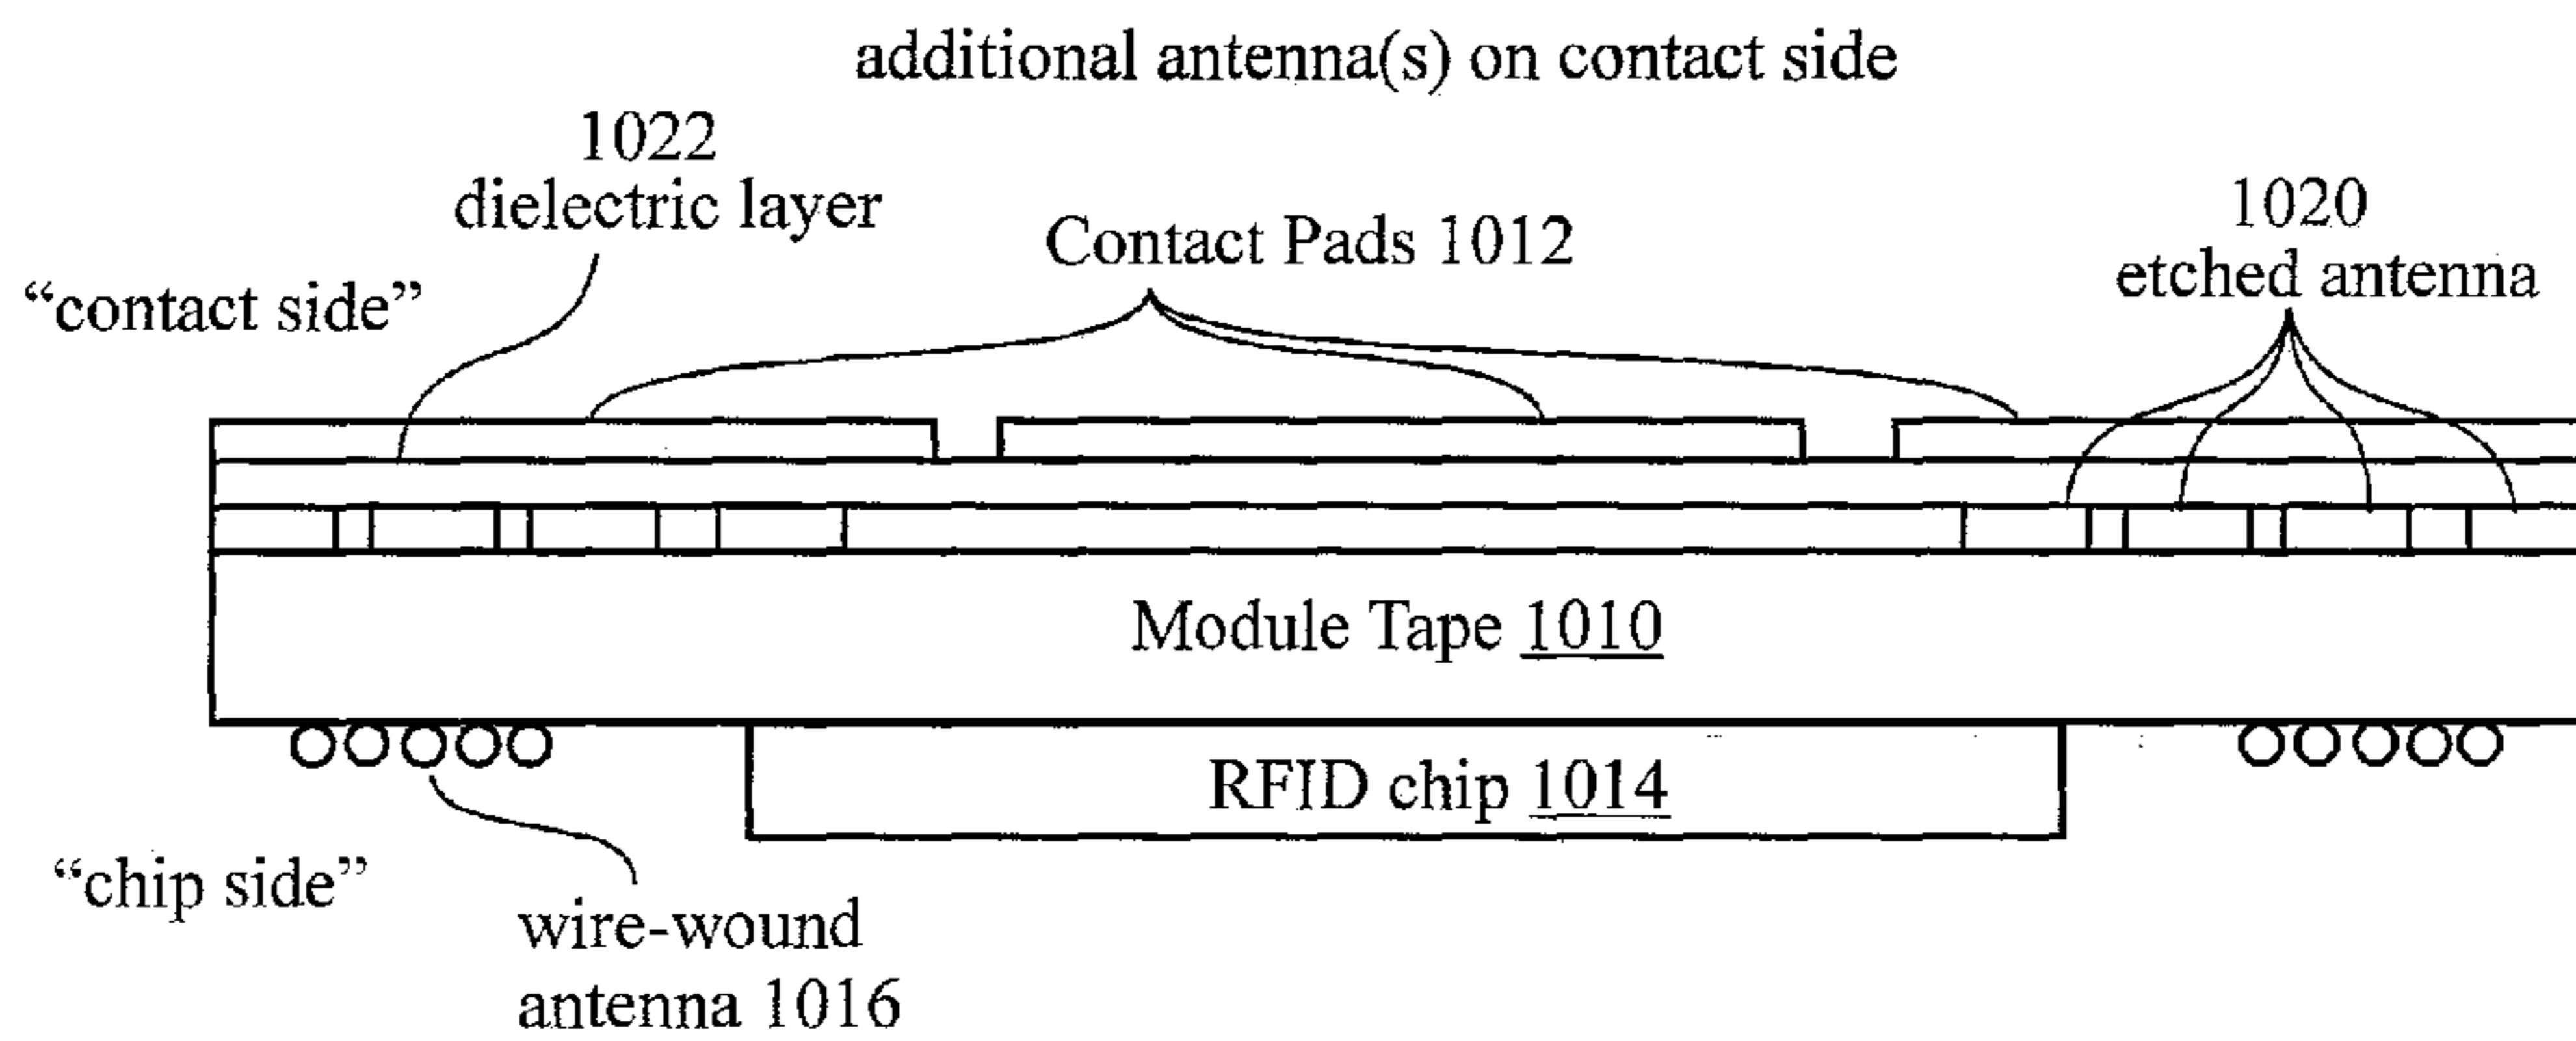 additional antenna(s) on contact side
1022
dielectric layer
Contact Pads 1012
1020
etched antenna
“contact side”
Module Tape 1010
RFID chip 1014
“chip side”
wire-wound
antenna 1016